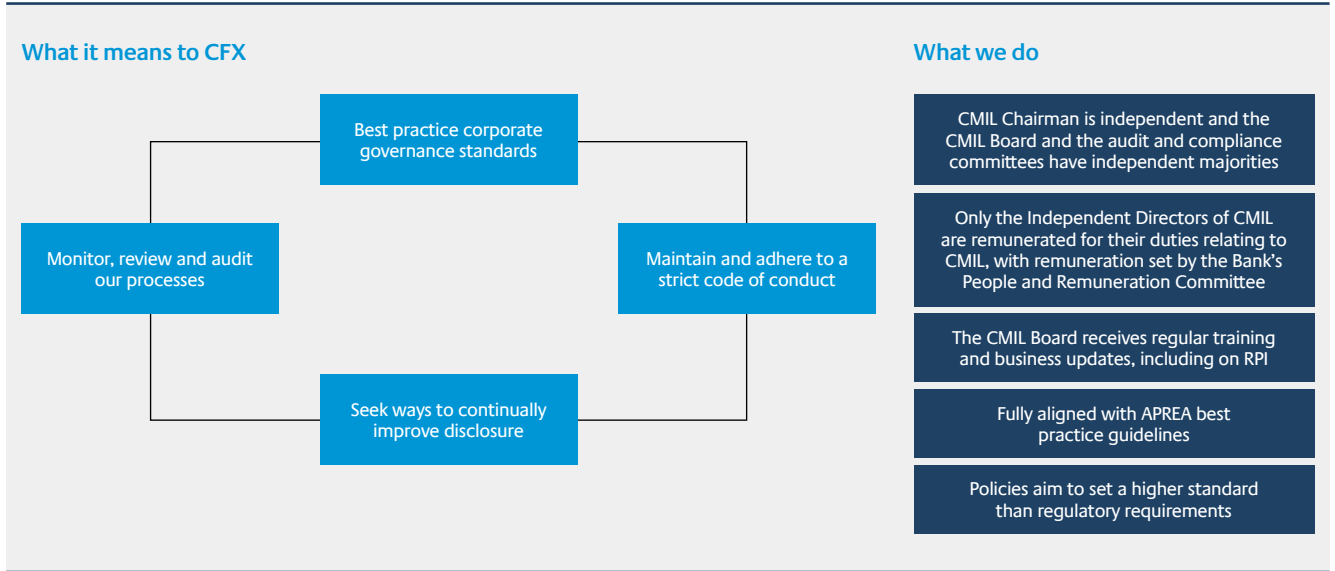 What it means to CFX
Best practice corporate
governance standards
Monitor, review and audit
our processes
Maintain and adhere to a
strict code of conduct
Seek ways to continually
improve disclosure
What we do
CMIL Chairman is independent and the
CMIL Board and the audit and compliance
committees have independent majorities
Only the Independent Directors of CMIL
are remunerated for their duties relating to
CMIL, with remuneration set by the Bank’s
People and Remuneration Committee
The CMIL Board receives regular training
and business updates, including on RPI
Fully aligned with APREA best
practice guidelines
Policies aim to set a higher standard
than regulatory requirements